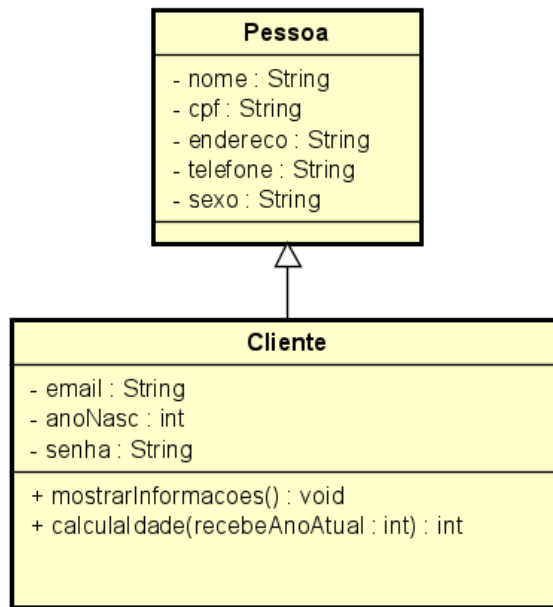 Pessoa
- nome : String
- cpf : String
- endereco : String
- telefone : String
- sexo : String
Cliente
- email : String
- anoNasc : int
- senha : String
+ mostrarInformacoes() : void
+ calculaIdade(recebeAnoAtual : int) : int